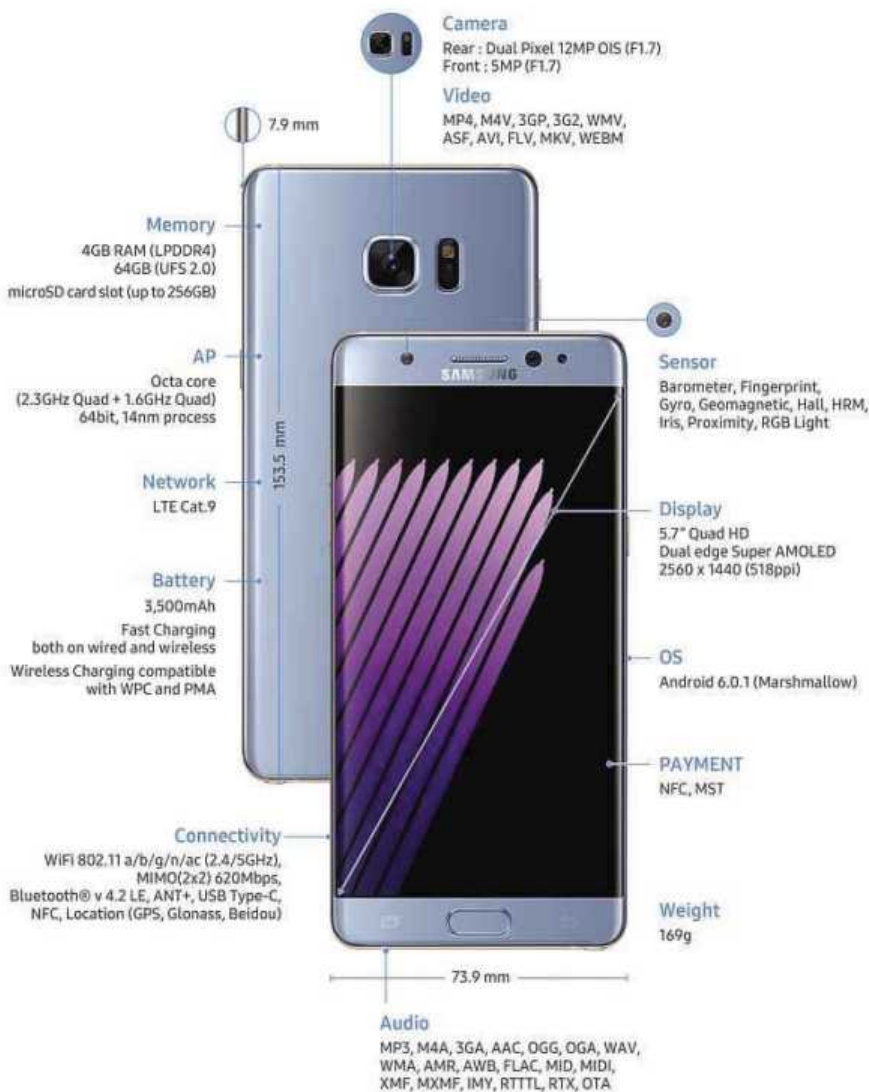 Camera
Rear : Dual Pixel 12MP OIS (F1.7)
Front : 5MP (F1.7)
Video
MP4, M4V, 3GP, 3G2, WMV,
ASF, AVI, FLV, MKV, WEBM
7.9 mm
Memory
4GB RAM (LPDDR4)
64GB (UFS 2.0)
microSD card slot (up to 256GB)
AP
Octa core
(2.3GHz Quad + 1.6GHz Quad)
64bit, 14nm process
Network
LTE Cat.9
Battery
3,500mAh
Fast Charging
both on wired and wireless
Wireless Charging compatible
with WPC and PMA
Connectivity
WiFi 802.11 a/b/g/n/ac (2.4/5GHz),
MIMO(2x2) 620Mbps,
Bluetooth® v 4.2 LE, ANT+, USB Type-C,
NFC, Location (GPS, Glonass, Beidou)
153.5 mm
SAMSUNG
Sensor
Barometer, Fingerprint,
Gyro, Geomagnetic, Hall, HRM,
Iris, Proximity, RGB Light
Display
5.7" Quad HD
Dual edge Super AMOLED
2560 x 1440 (518ppi)
OS
Android 6.0.1 (Marshmallow)
PAYMENT
NFC, MST
Weight
169g
73.9 mm
Audio
MP3, M4A, 3GA, AAC, OGG, OGA, WAV,
WMA, AMR, AWB, FLAC, MID, MIDI,
XMF, MXMF, IMY, RTTTL, RTX, OTA